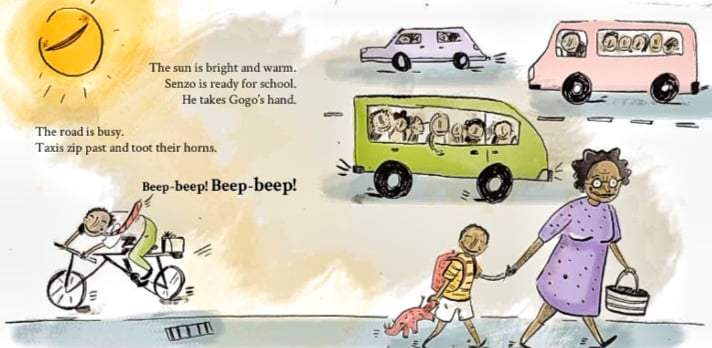 The sun is bright and warm.
Senzo is ready for school.
He takes Gogo's hand.
The road is busy.
Taxis zip past and toot their horns.
Beep-beep! Beep-beep!